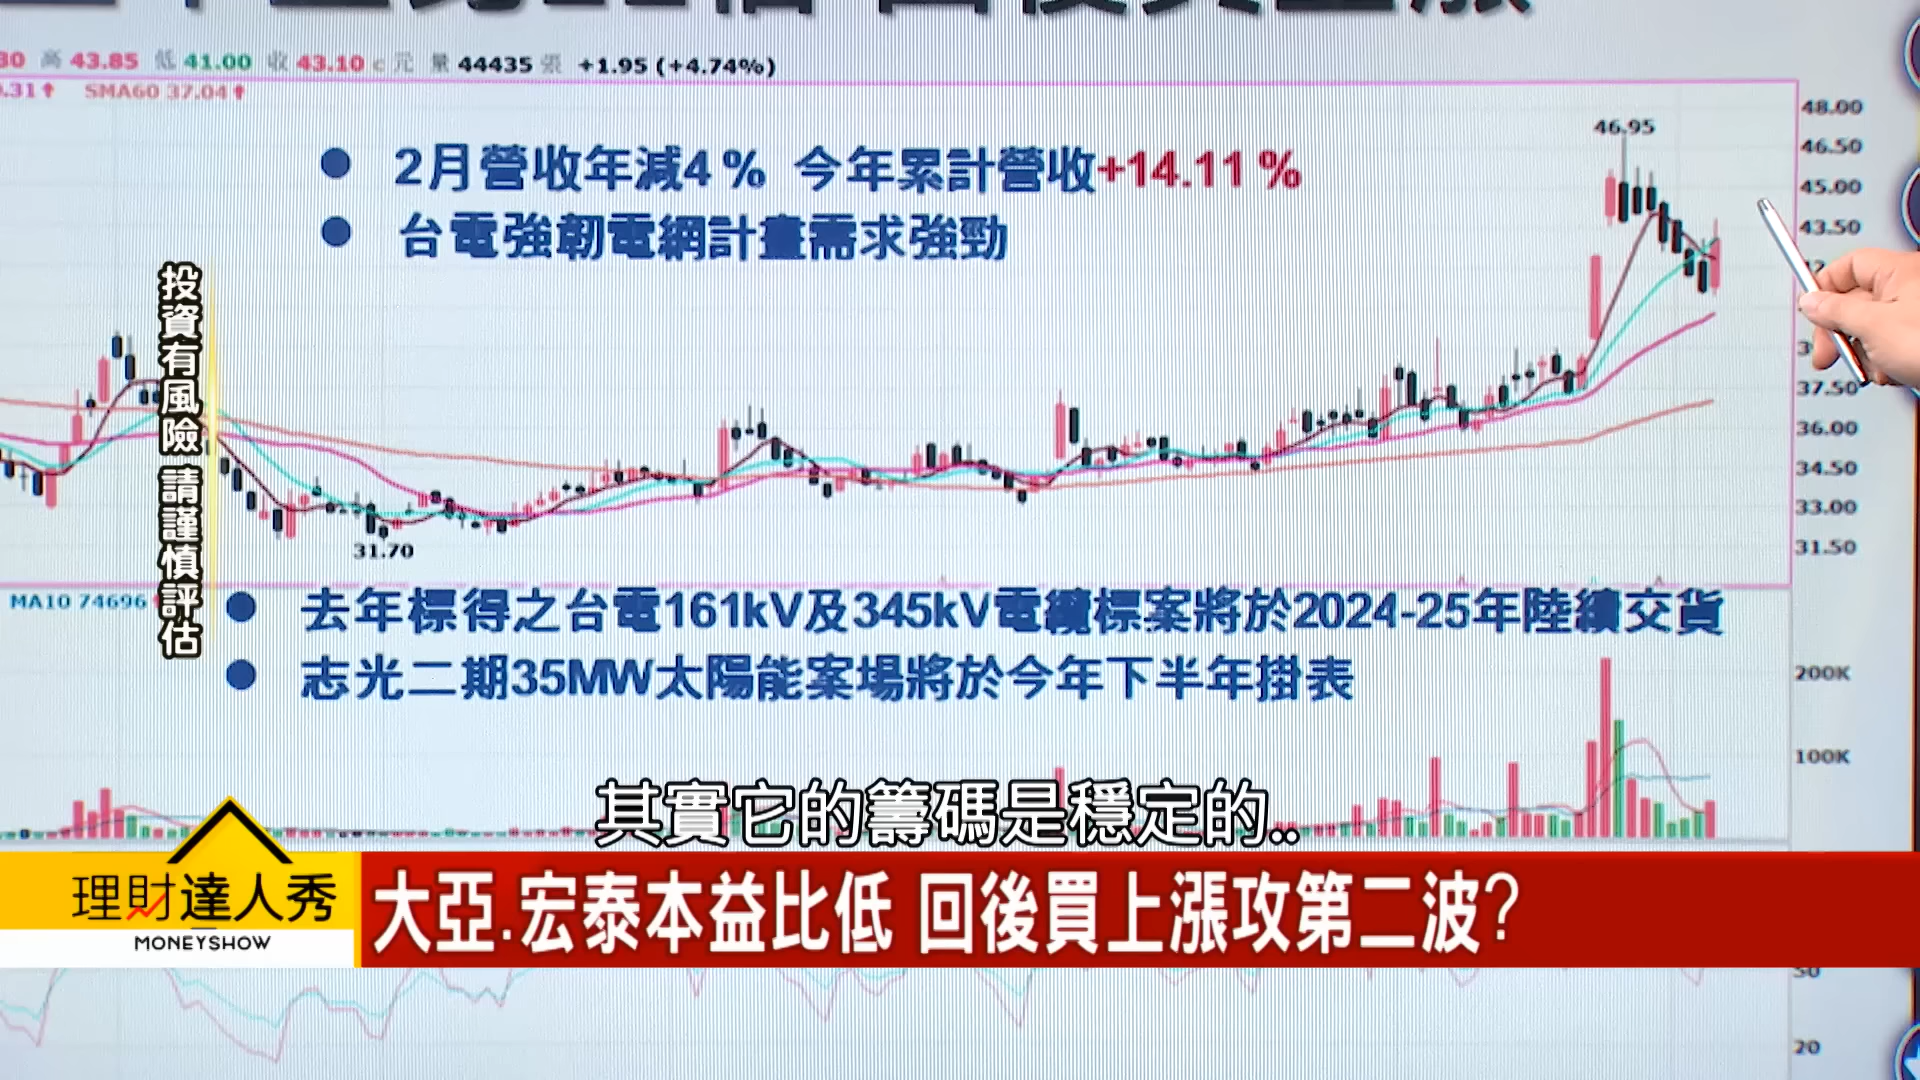 高 43.85 低 41.00 收 43.10 c 元 量 44435 張 +1.95 (+4.74%)
SMA60 37.04↑
● 2月營收年減4% 今年累計營收+14.11%
● 台電強韌電網計畫需求強勁
投資有風險 請謹慎評估
46.95
31.70
48.00
46.50
45.00
43.50
37.50
36.00
34.50
33.00
31.50
MA10 74696
● 去年標得之台電161kV及345kV電纜標案將於2024-25年陸續交貨
● 志光二期35MW太陽能案場將於今年下半年掛表
200K
100K
其實它的籌碼是穩定的..
理財達人秀
MONEYSHOW
大亞.宏泰本益比低 回後買上漲攻第二波?
20